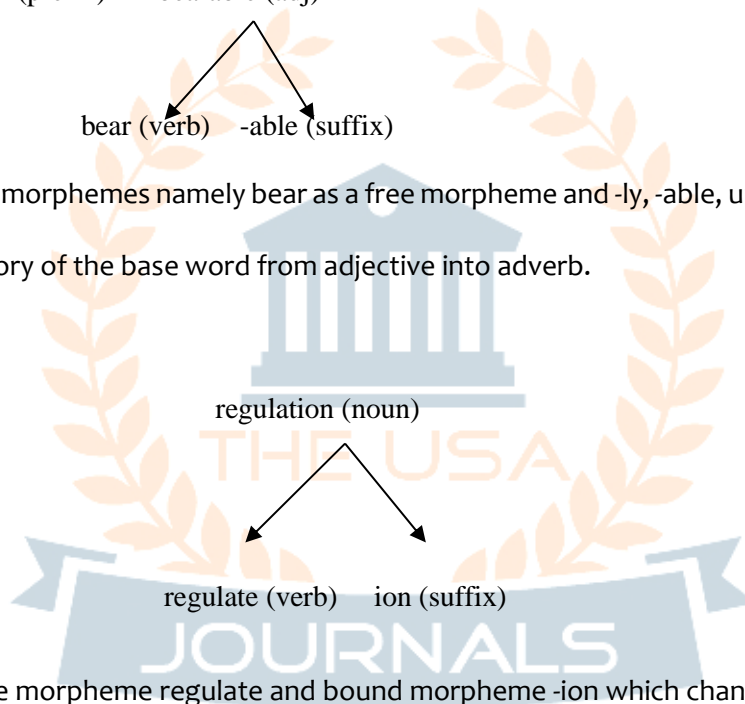 bear (verb) -able (suffix)
morphemes namely bear as a free morpheme and -ly, -able, u
ory of the base word from adjective into adverb.
regulation (noun)
THE USA
regulate (verb) ion (suffix)
JOURNALS
e morpheme regulate and bound morpheme -ion which chan